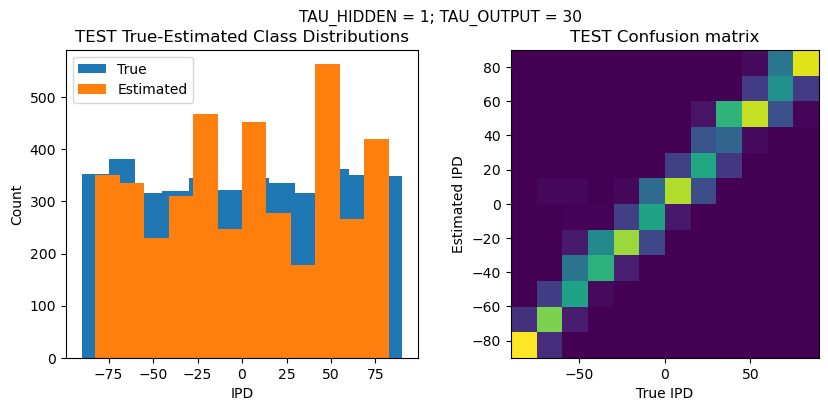 TAU_HIDDEN = 1; TAU_OUTPUT = 30
TEST True-Estimated Class Distributions
True
Estimated
500
400
300
200
100
0
Count
−75
−50
−25
0
25
50
75
IPD
TEST Confusion matrix
80
60
40
20
0
−20
−40
−60
−80
Estimated IPD
−50
0
50
True IPD